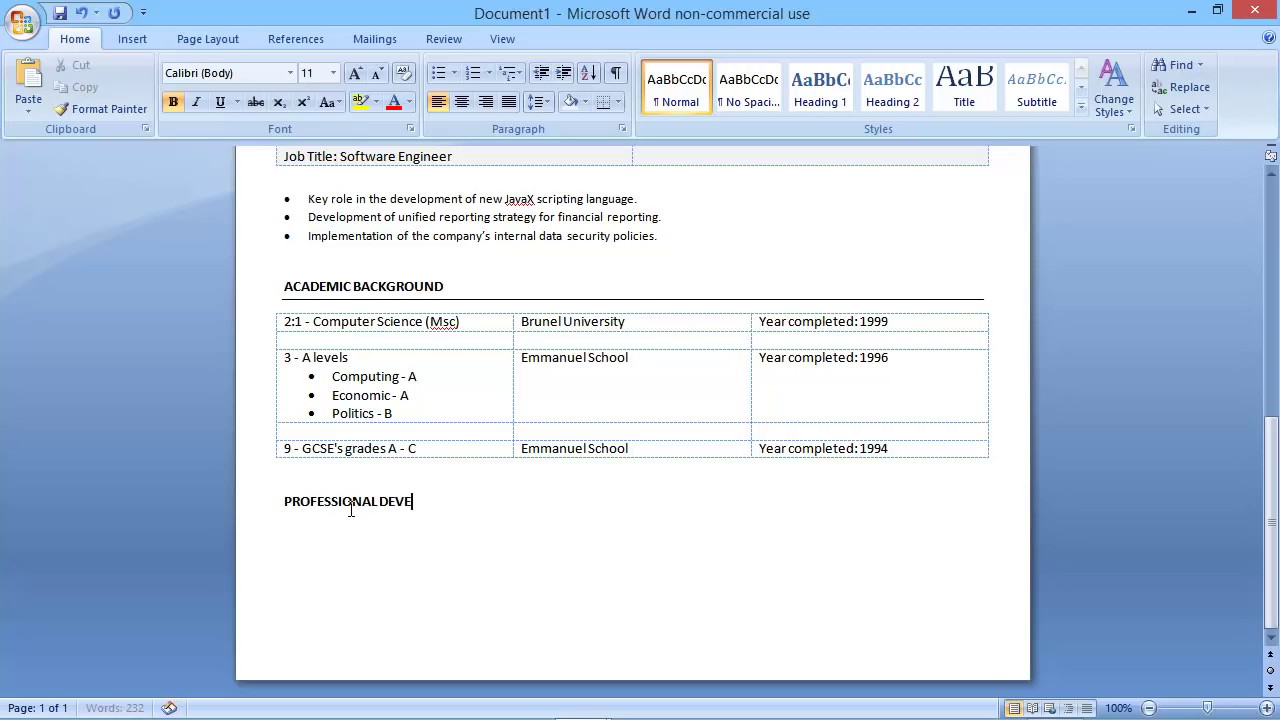 Document1 - Microsoft Word non-commercial use
Home Insert Page Layout References Mailings Review View
Paste
Cut
Copy
Format Painter
Clipboard
Calibri (Body) 11
B I U abc X₂ X² Aa ab A
Font
Paragraph
AaBbCcDc AaBbCcDc AaBbC AaBbCc AaB AaBbCc.
¶ Normal ¶ No Spaci... Heading 1 Heading 2 Title Subtitle
Change
Styles
Styles
Find
Replace
Select
Editing
Job Title: Software Engineer
• Key role in the development of new JavaX scripting language.
• Development of unified reporting strategy for financial reporting.
• Implementation of the company’s internal data security policies.
ACADEMIC BACKGROUND
2:1 - Computer Science (Msc) Brunel University Year completed: 1999
3 - A levels Emmanuel School Year completed: 1996
• Computing - A
• Economic - A
• Politics - B
9 - GCSE's grades A - C Emmanuel School Year completed: 1994
PROFESSIONAL DEVE
Page: 1 of 1 Words: 232 100%